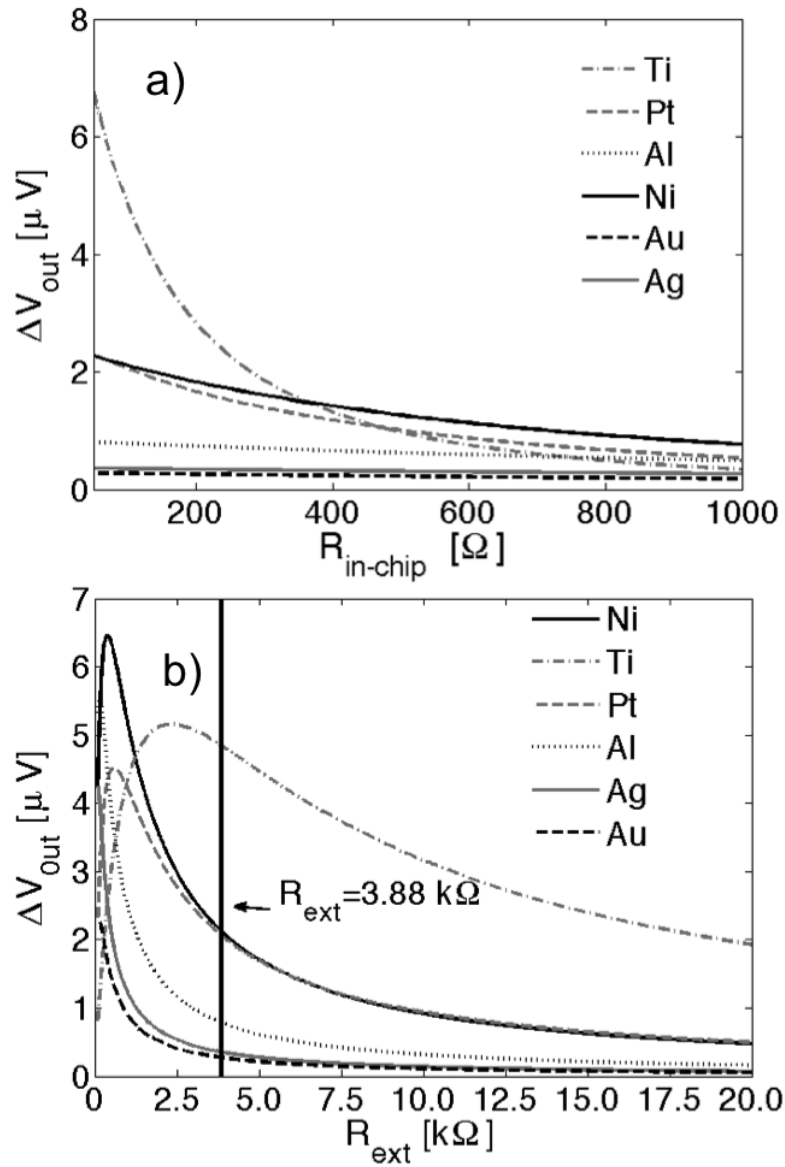 a)
8
6
4
2
0
ΔV_out [μ V]
Ti
Pt
Al
Ni
Au
Ag
200 400 600 800 1000
R_in-chip [Ω]
b)
7
6
5
4
3
2
1
0
ΔV_out [μ V]
Ni
Ti
Pt
Al
Ag
Au
R_ext=3.88 kΩ
0 2.5 5.0 7.5 10.0 12.5 15.0 17.5 20.0
R_ext [kΩ]